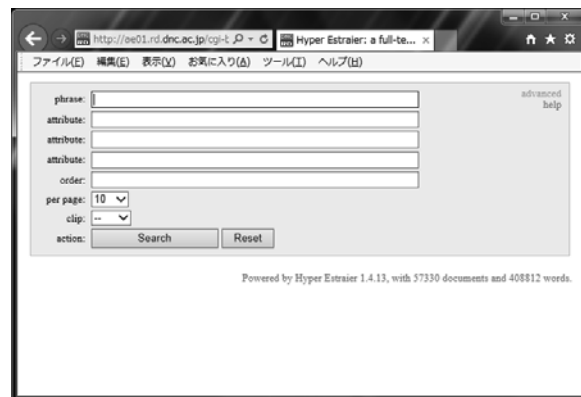 http://ee01.rd.dnc.ac.jp/cgi-t
Hyper Estraier: a full-te... ×
ファイル(F) 編集(E) 表示(V) お気に入り(A) ツール(T) ヘルプ(H)
phrase:
advanced
help
attribute:
attribute:
attribute:
order:
per page: 10
clip: --
action: Search Reset
Powered by Hyper Estraier 1.4.13, with 57330 documents and 408812 words.